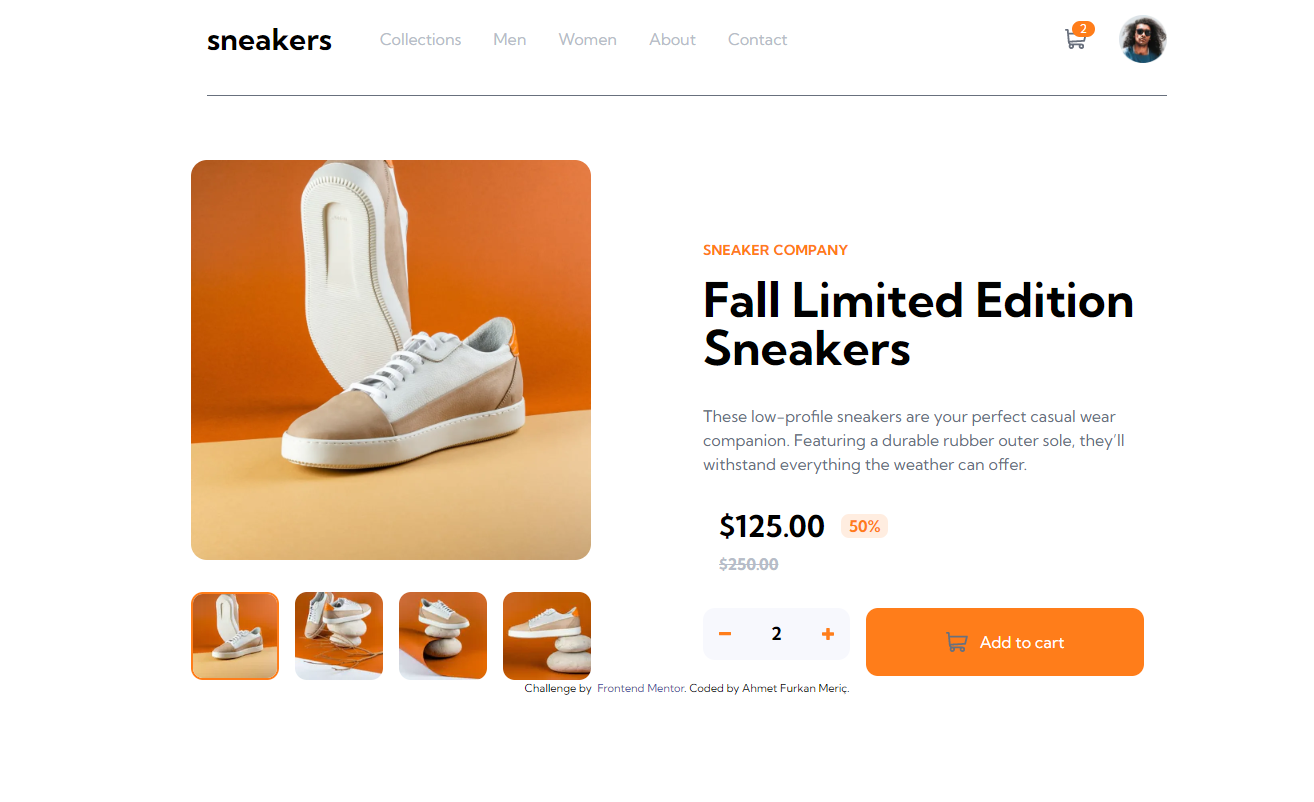 sneakers Collections Men Women About Contact 2
SNEAKER COMPANY
Fall Limited Edition
Sneakers
These low-profile sneakers are your perfect casual wear
companion. Featuring a durable rubber outer sole, they’ll
withstand everything the weather can offer.
$125.00 50%
$250.00
2 Add to cart
Challenge by Frontend Mentor. Coded by Ahmet Furkan Meriç.